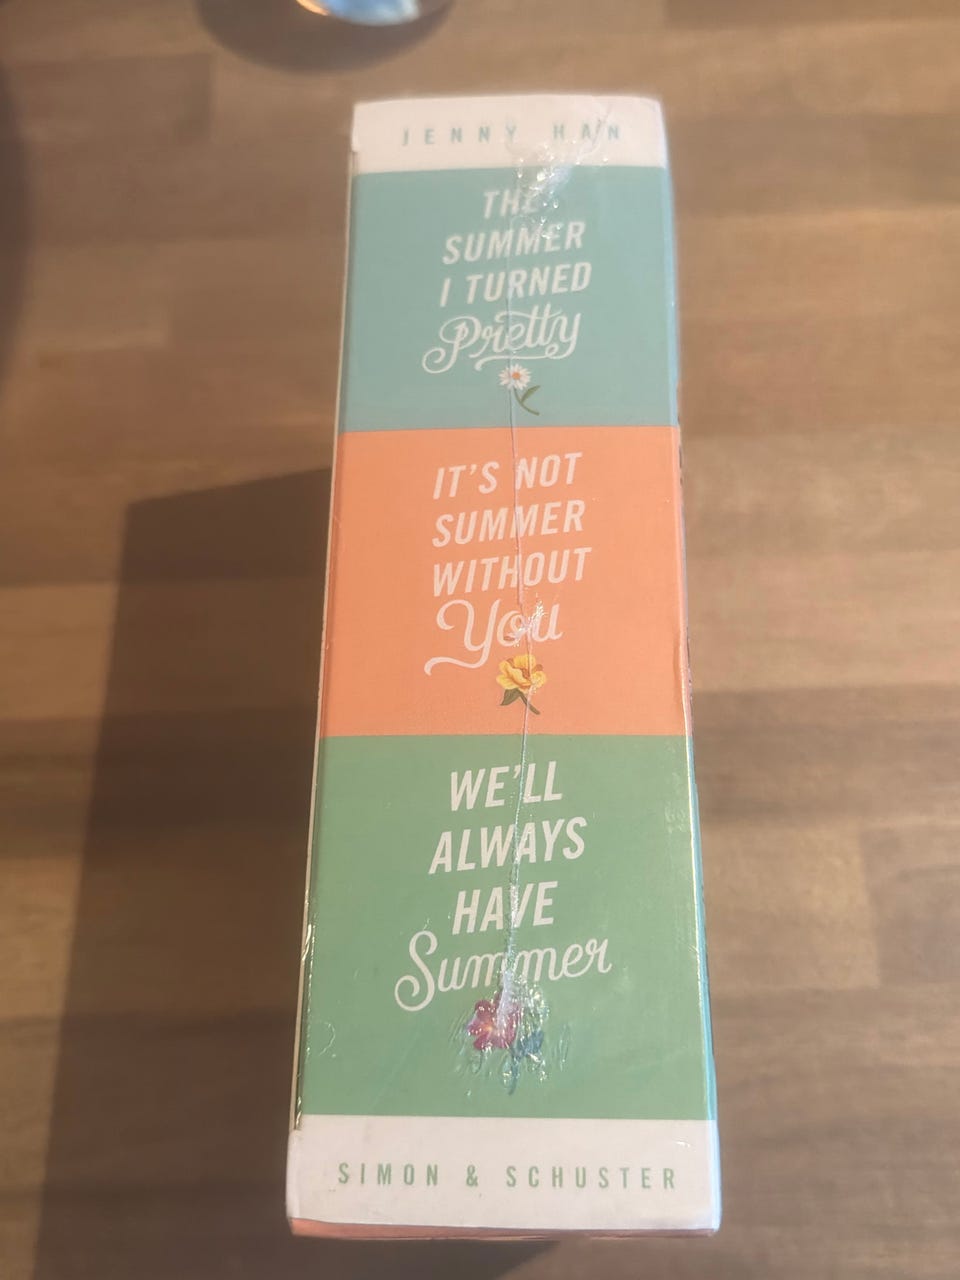 JENNY HAN
THE
SUMMER
I TURNED
Pretty
IT'S NOT
SUMMER
WITHOUT
You
WE'LL
ALWAYS
HAVE
Summer
SIMON & SCHUSTER